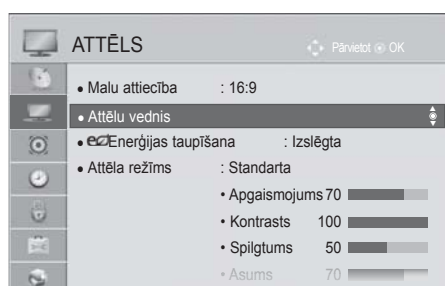 ATTĒLS
Pārvietot OK
• Malu attiecība : 16:9
• Attēlu vednis
• eco Enerģijas taupīšana : Izslēgta
• Attēla režīms : Standarta
• Apgaismojums 70
• Kontrasts 100
• Spilgtums 50
• Asums 70